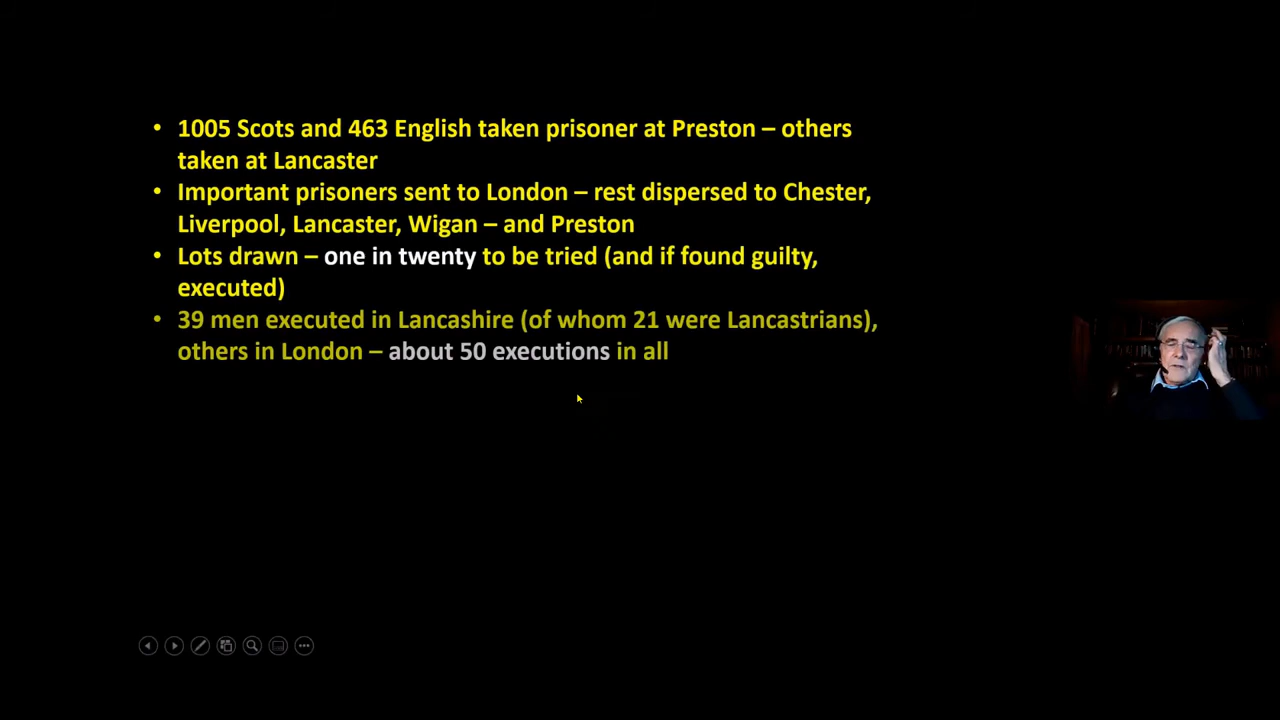 • 1005 Scots and 463 English taken prisoner at Preston – others
taken at Lancaster
• Important prisoners sent to London – rest dispersed to Chester,
Liverpool, Lancaster, Wigan – and Preston
• Lots drawn – one in twenty to be tried (and if found guilty,
executed)
• 39 men executed in Lancashire (of whom 21 were Lancastrians),
others in London – about 50 executions in all